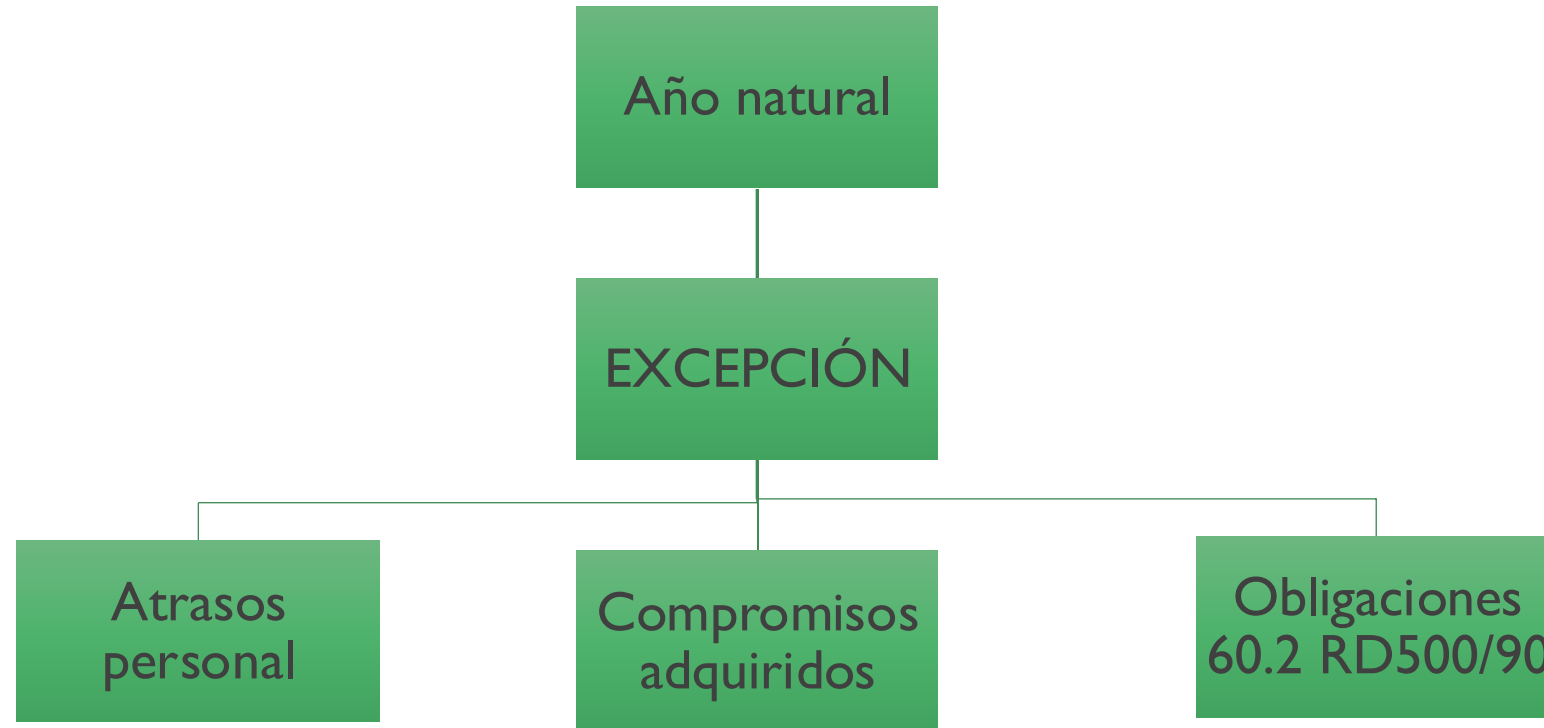 Año natural
EXCEPCIÓN
Atrasos
personal
Compromisos
adquiridos
Obligaciones
60.2 RD500/90